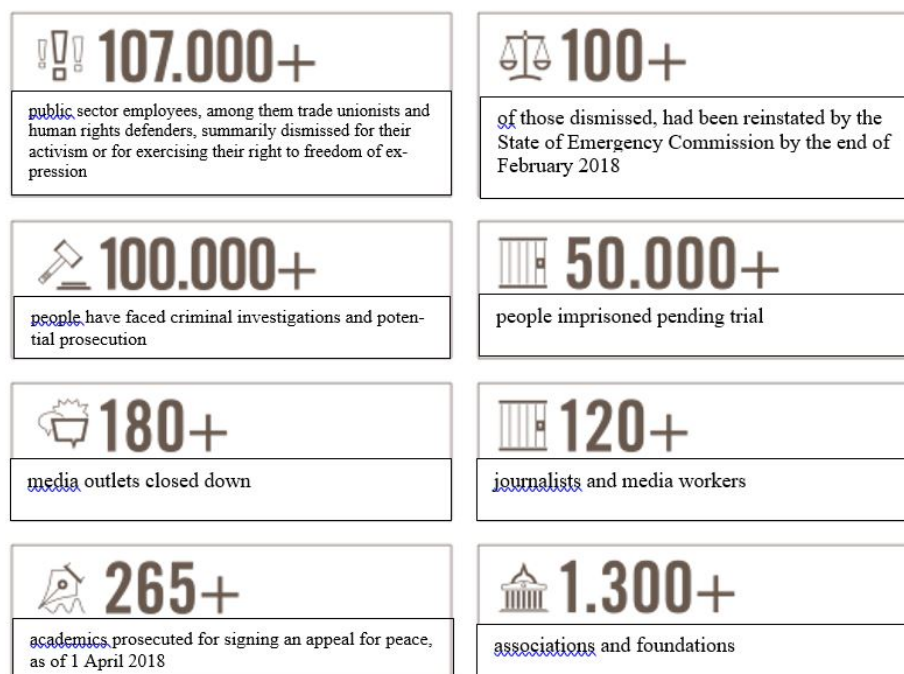 107.000+
public sector employees, among them trade unionists and
human rights defenders, summarily dismissed for their
activism or for exercising their right to freedom of ex-
pression
100+
of those dismissed, had been reinstated by the
State of Emergency Commission by the end of
February 2018
100.000+
people have faced criminal investigations and poten-
tial prosecution
50.000+
people imprisoned pending trial
180+
media outlets closed down
120+
journalists and media workers
265+
academics prosecuted for signing an appeal for peace,
as of 1 April 2018
1.300+
associations and foundations